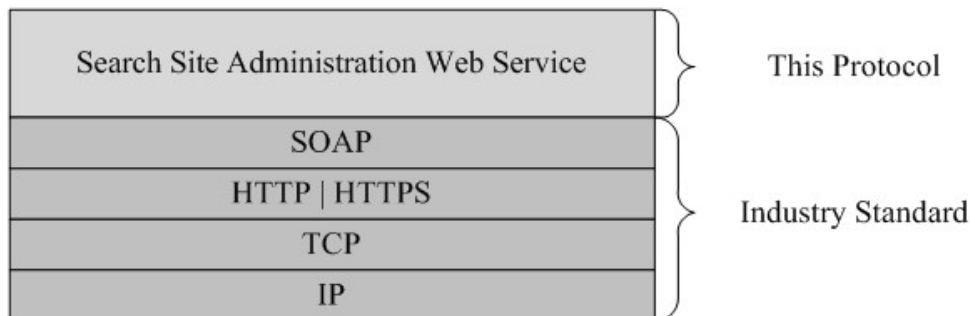 Search Site Administration Web Service
This Protocol
SOAP
HTTP | HTTPS
TCP
IP
Industry Standard